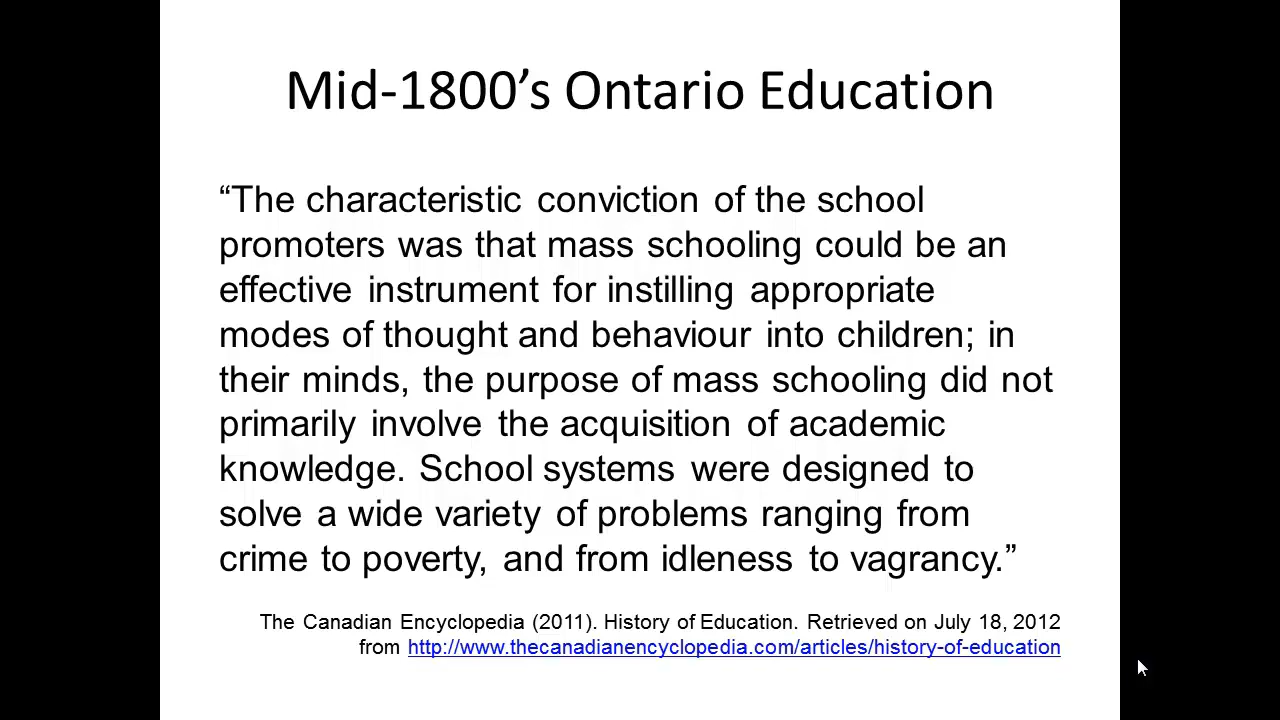 Mid-1800’s Ontario Education
“The characteristic conviction of the school
promoters was that mass schooling could be an
effective instrument for instilling appropriate
modes of thought and behaviour into children; in
their minds, the purpose of mass schooling did not
primarily involve the acquisition of academic
knowledge. School systems were designed to
solve a wide variety of problems ranging from
crime to poverty, and from idleness to vagrancy.”
The Canadian Encyclopedia (2011). History of Education. Retrieved on July 18, 2012
from http://www.thecanadianencyclopedia.com/articles/history-of-education